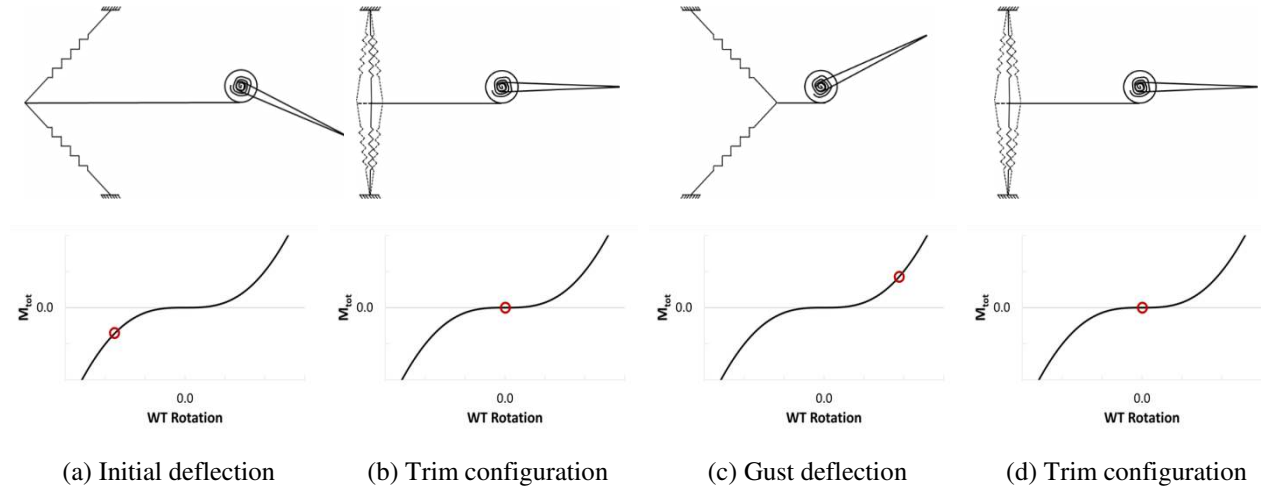 M_tot
0.0
0.0
WT Rotation
M_tot
0.0
0.0
WT Rotation
M_tot
0.0
0.0
WT Rotation
M_tot
0.0
0.0
WT Rotation
(a) Initial deflection
(b) Trim configuration
(c) Gust deflection
(d) Trim configuration